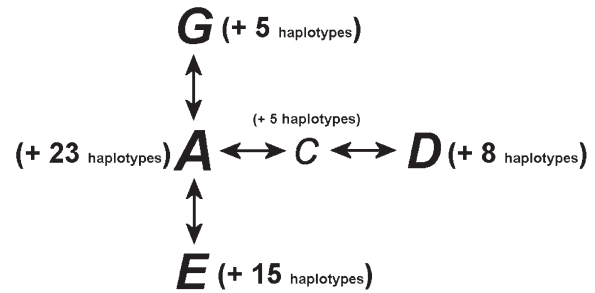 G (+ 5 haplotypes)
(+ 5 haplotypes)
(+ 23 haplotypes) A C D (+ 8 haplotypes)
E (+ 15 haplotypes)